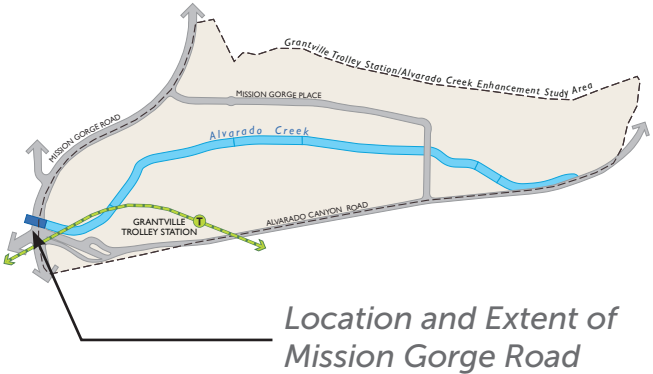 Grantville Trolley Station/Alvarado Creek Enhancement Study Area
MISSION GORGE PLACE
MISSION GORGE ROAD
Alvarado Creek
ALVARADO CANYON ROAD
GRANTVILLE
TROLLEY STATION
T
Location and Extent of
Mission Gorge Road